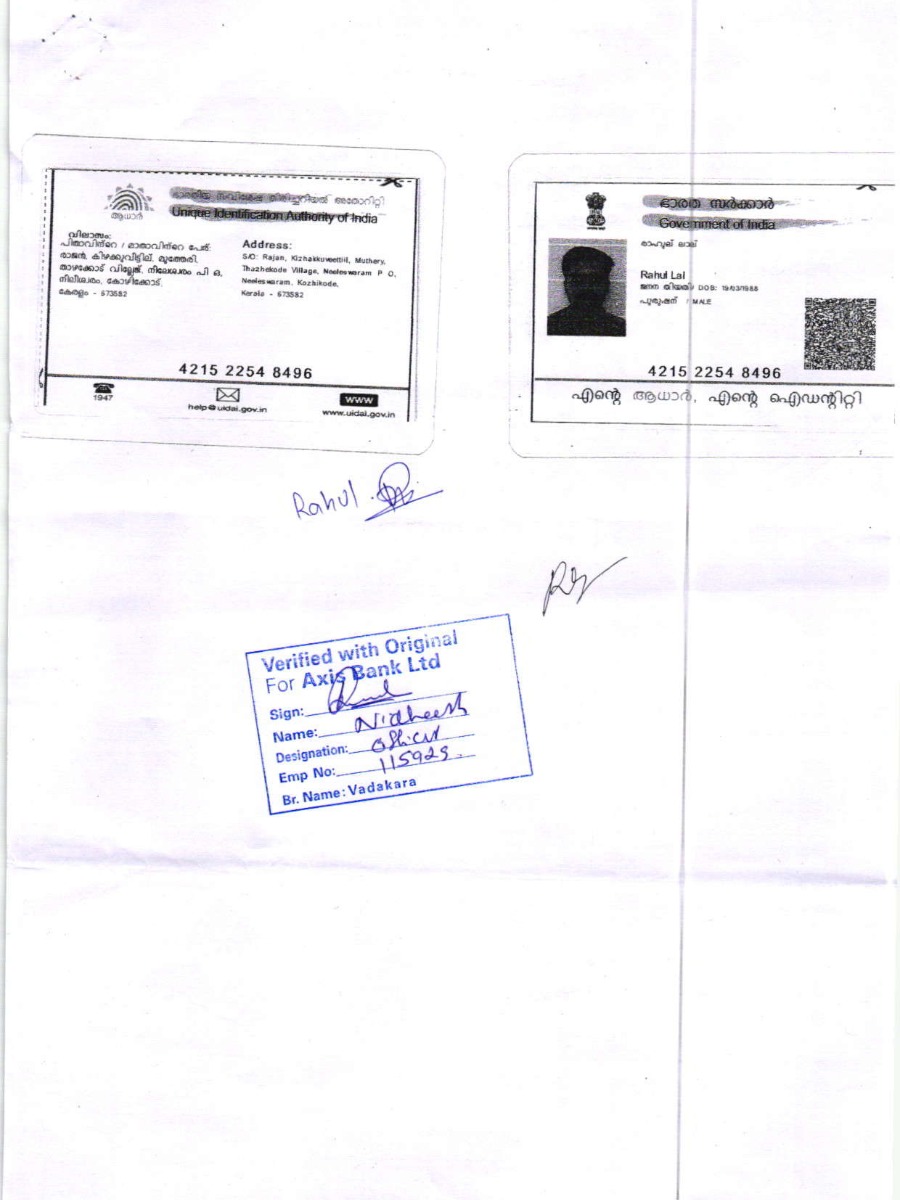 ഭാരതീയ സവിശേഷ തിരിച്ചറിയൽ അതോറിറ്റി
Unique Identification Authority of India
ആധാർ
വിലാസം:
പിതാവിന്റെ / മാതാവിന്റെ പേര്:
രാജൻ, കിഴക്കുവീട്ടിൽ, മുത്തേരി,
താഴക്കോട് വില്ലേജ്, നീലേശ്വരം പി ഒ,
നീലീശ്വരം, കോഴിക്കോട്,
കേരളം - 673582
Address:
S/O: Rajan, Kizhakkuveettil, Muthery,
Thazhekode Village, Neeleswaram P O,
Neeleswaram, Kozhikode,
Kerala - 673582
4215 2254 8496
1947
help@uidai.gov.in
www
www.uidai.gov.in
ഭാരത സർക്കാർ
Government of India
രാഹുല് ലാല്
Rahul Lal
ജനന തിയതി/ DOB: 19/03/1988
പുരുഷന് / MALE
4215 2254 8496
എന്റെ ആധാർ, എന്റെ ഐഡന്റിറ്റി
Rahul
Verified with Original
For Axis Bank Ltd
Sign:
Name: Nidheesh
Designation: Officer
Emp No: 115925
Br. Name: Vadakara